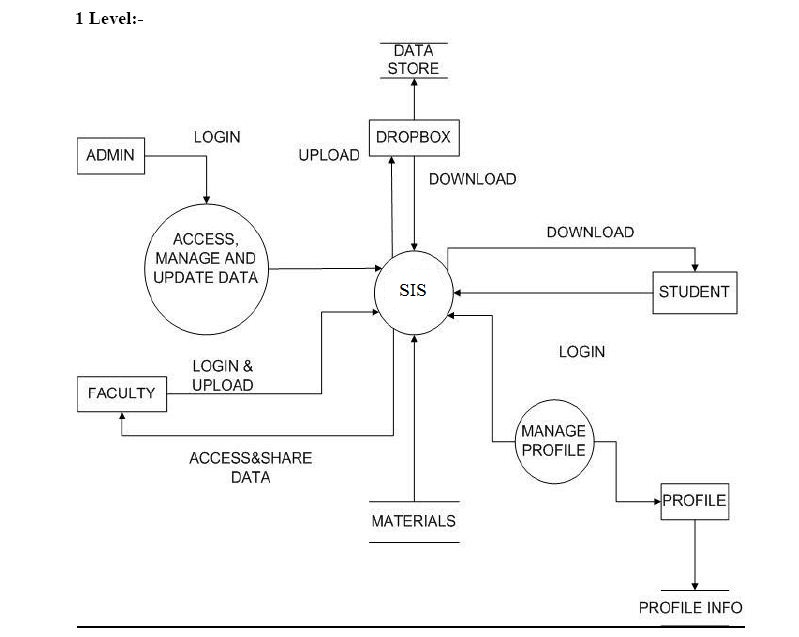 1 Level:-
DATA
STORE
DROPBOX
LOGIN
ADMIN
UPLOAD
DOWNLOAD
ACCESS,
MANAGE AND
UPDATE DATA
DOWNLOAD
SIS
STUDENT
LOGIN
LOGIN &
UPLOAD
FACULTY
MANAGE
PROFILE
ACCESS&SHARE
DATA
PROFILE
MATERIALS
PROFILE INFO